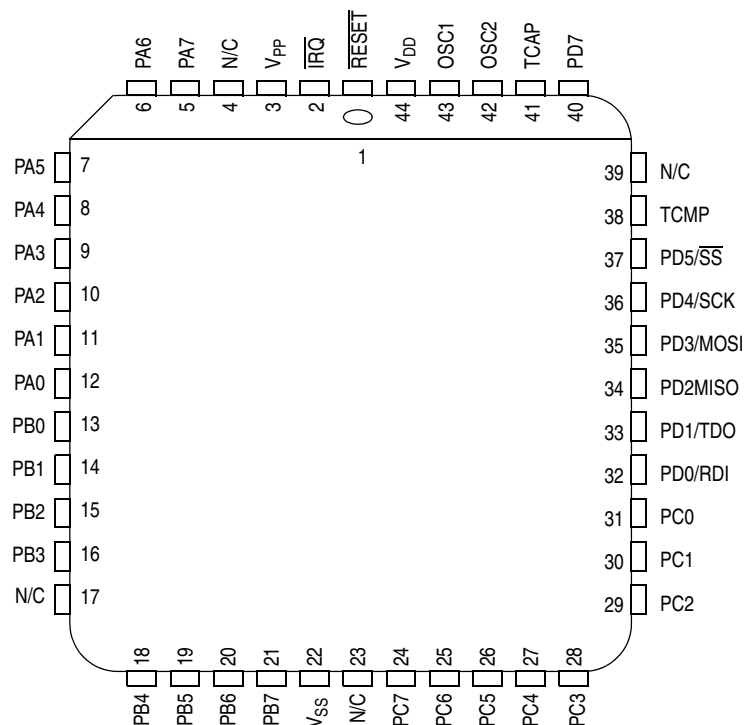 PA6 PA7 N/C VPP I̅R̅Q̅ R̅E̅S̅E̅T̅ VDD OSC1 OSC2 TCAP PD7
6 5 4 3 2 44 43 42 41 40
1
PA5 7
PA4 8
PA3 9
PA2 10
PA1 11
PA0 12
PB0 13
PB1 14
PB2 15
PB3 16
N/C 17
39 N/C
38 TCMP
37 PD5/S̅S̅
36 PD4/SCK
35 PD3/MOSI
34 PD2MISO
33 PD1/TDO
32 PD0/RDI
31 PC0
30 PC1
29 PC2
18 19 20 21 22 23 24 25 26 27 28
PB4 PB5 PB6 PB7 VSS N/C PC7 PC6 PC5 PC4 PC3